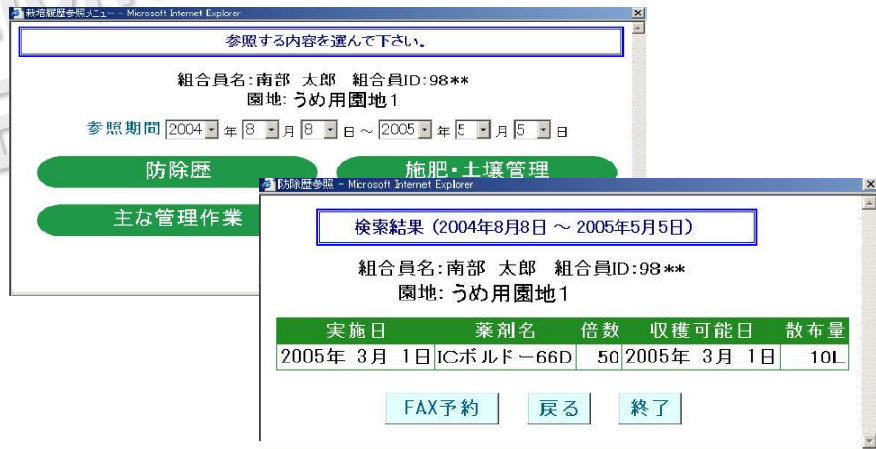 栽培履歴参照メニュー - Microsoft Internet Explorer
参照する内容を選んで下さい。
組合員名:南部 太郎 組合員ID:98**
園地: うめ用園地1
参照期間 2004 年 8 月 8 日 ～ 2005 年 5 月 5 日
防除歴 施肥・土壌管理
主な管理作業
防除歴参照 - Microsoft Internet Explorer
検索結果 (2004年8月8日 ～ 2005年5月5日)
組合員名:南部 太郎 組合員ID:98**
園地: うめ用園地1
実施日 薬剤名 倍数 収穫可能日 散布量
2005年 3月 1日 ICボルドー66D 50 2005年 3月 1日 10L
FAX予約 戻る 終了